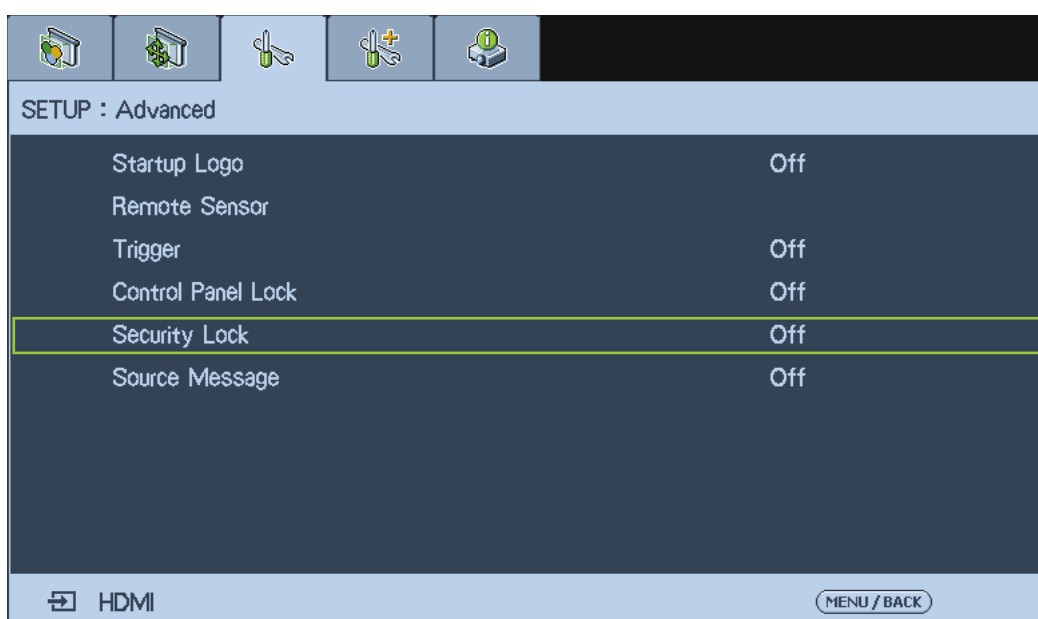 SETUP : Advanced
Startup Logo Off
Remote Sensor
Trigger Off
Control Panel Lock Off
Security Lock Off
Source Message Off
HDMI MENU / BACK